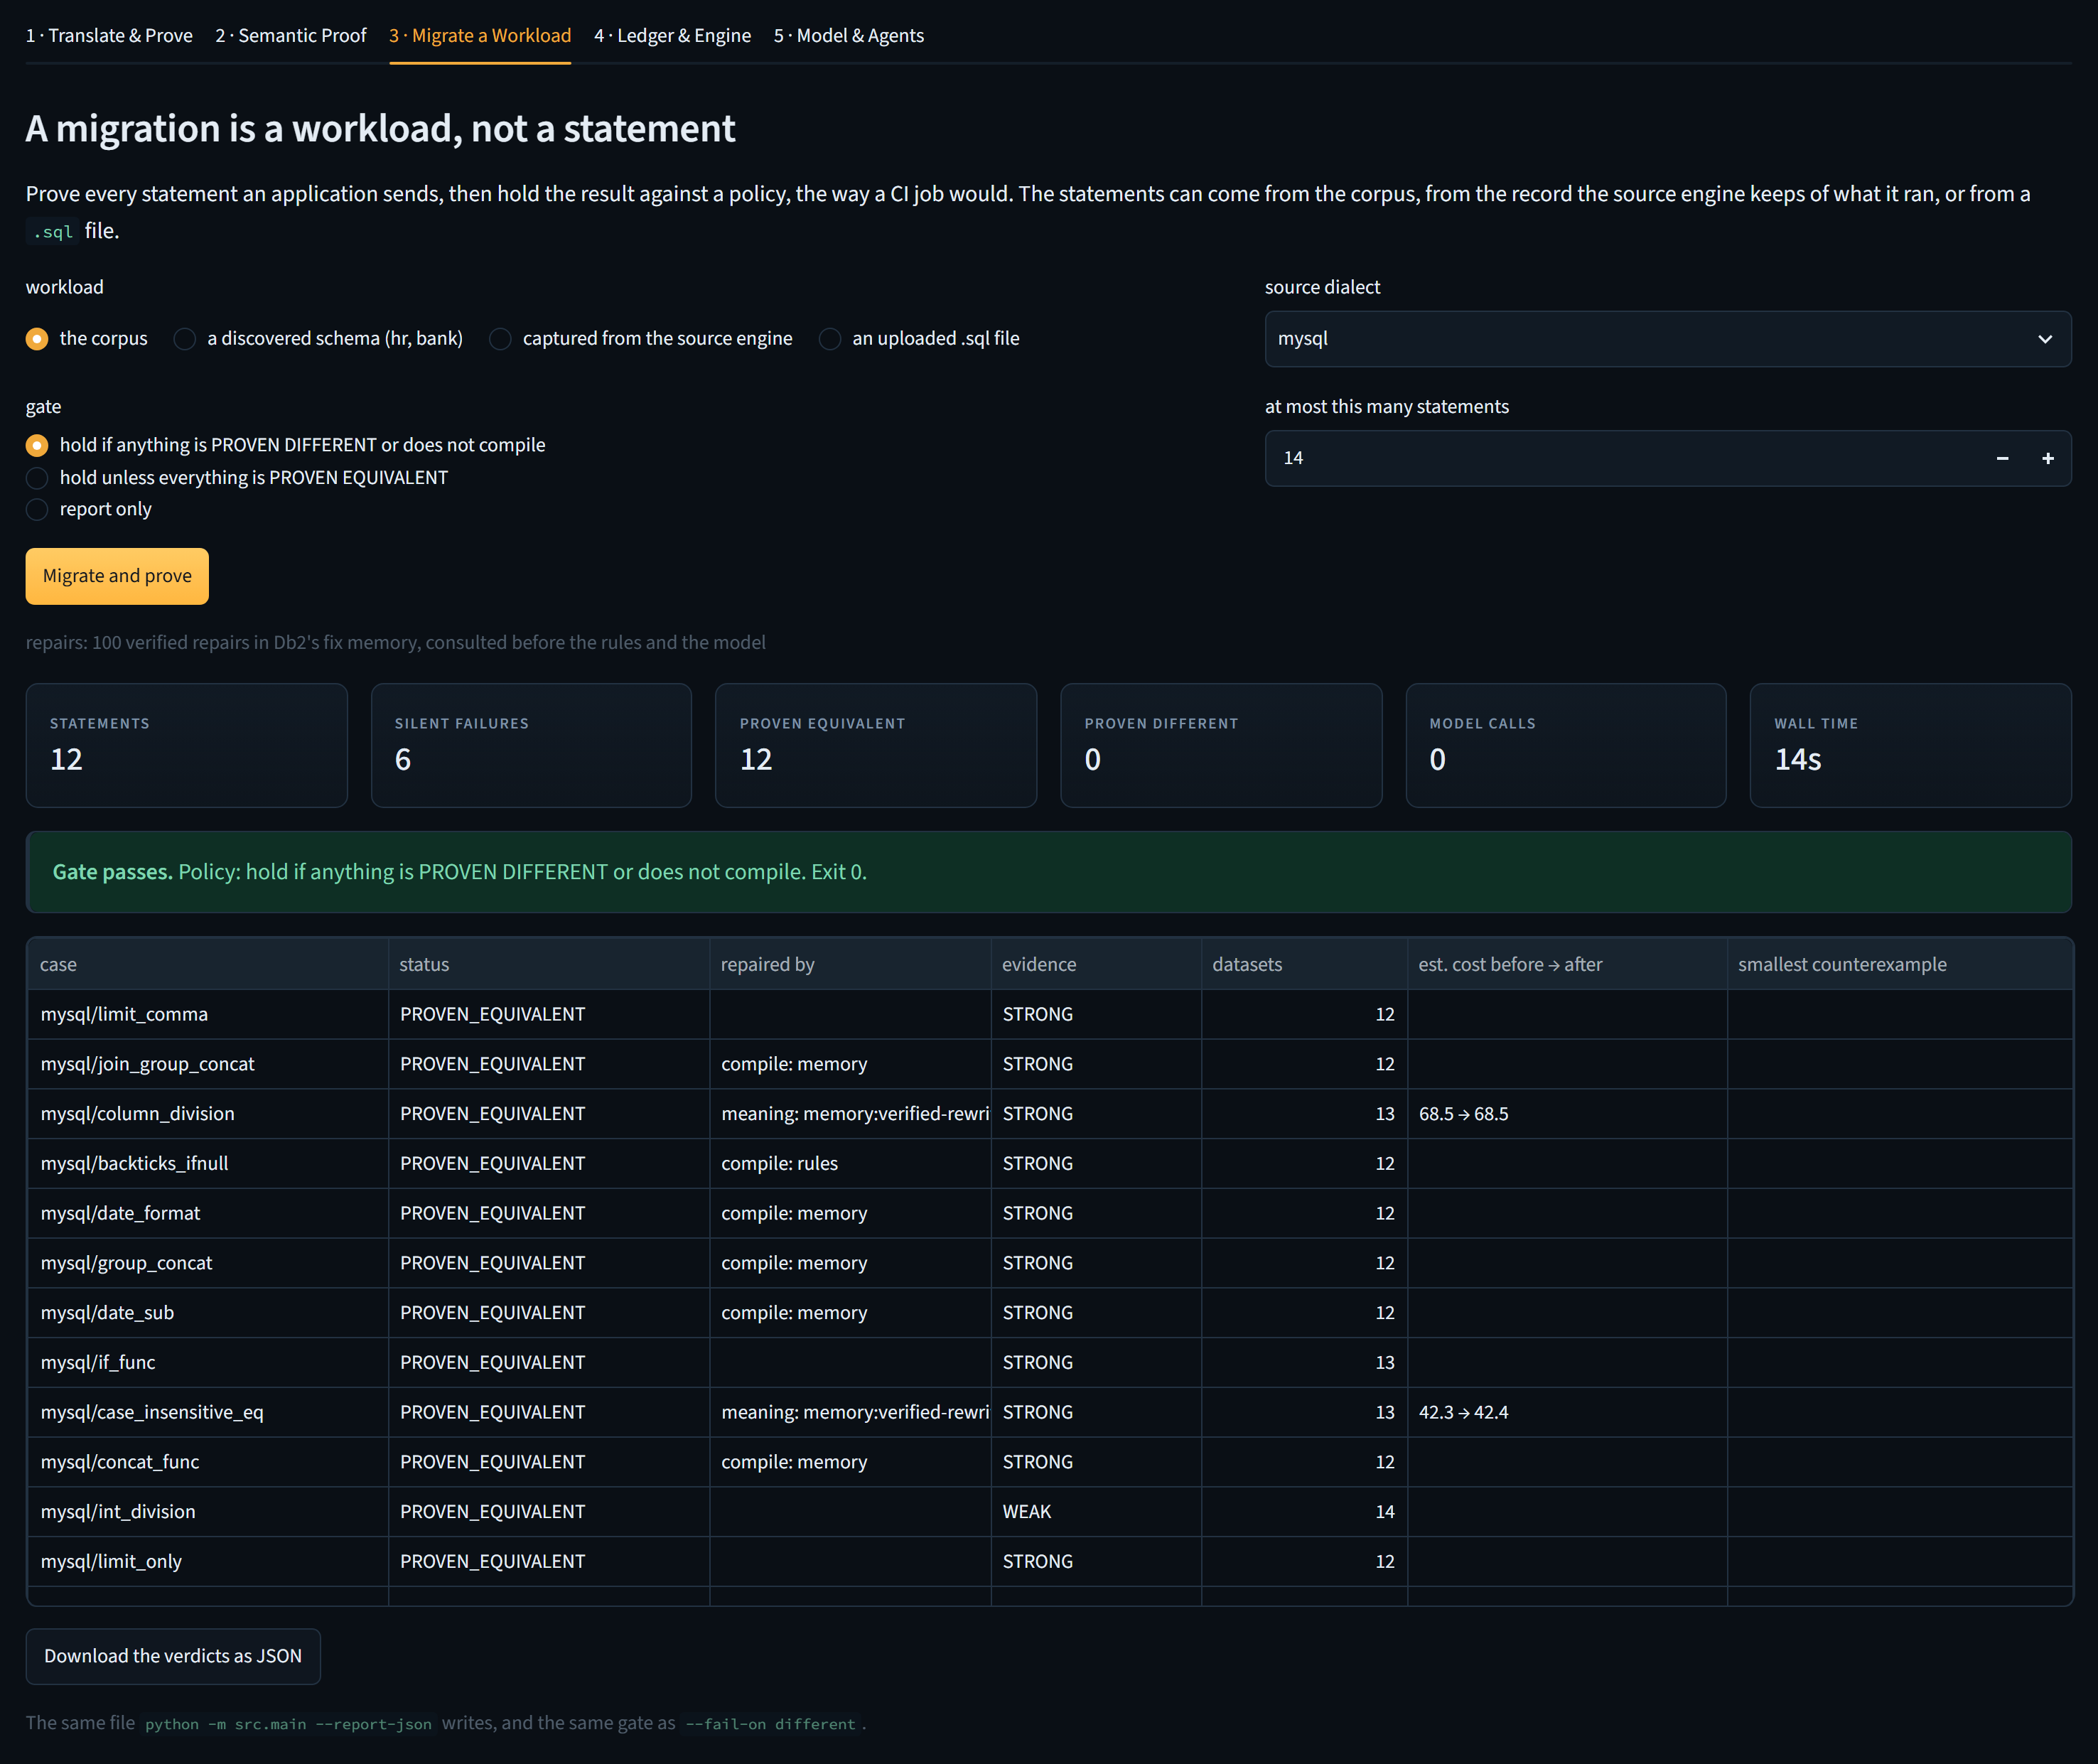 1 · Translate & Prove 2 · Semantic Proof 3 · Migrate a Workload 4 · Ledger & Engine 5 · Model & Agents
A migration is a workload, not a statement
Prove every statement an application sends, then hold the result against a policy, the way a CI job would. The statements can come from the corpus, from the record the source engine keeps of what it ran, or from a
.sql file.
workload
the corpus a discovered schema (hr, bank) captured from the source engine an uploaded .sql file
source dialect
mysql
gate
hold if anything is PROVEN DIFFERENT or does not compile
hold unless everything is PROVEN EQUIVALENT
report only
at most this many statements
14 − +
Migrate and prove
repairs: 100 verified repairs in Db2's fix memory, consulted before the rules and the model
STATEMENTS
12
SILENT FAILURES
6
PROVEN EQUIVALENT
12
PROVEN DIFFERENT
0
MODEL CALLS
0
WALL TIME
14s
Gate passes. Policy: hold if anything is PROVEN DIFFERENT or does not compile. Exit 0.
case status repaired by evidence datasets est. cost before → after smallest counterexample
mysql/limit_comma PROVEN_EQUIVALENT STRONG 12
mysql/join_group_concat PROVEN_EQUIVALENT compile: memory STRONG 12
mysql/column_division PROVEN_EQUIVALENT meaning: memory:verified-rewri STRONG 13 68.5 → 68.5
mysql/backticks_ifnull PROVEN_EQUIVALENT compile: rules STRONG 12
mysql/date_format PROVEN_EQUIVALENT compile: memory STRONG 12
mysql/group_concat PROVEN_EQUIVALENT compile: memory STRONG 12
mysql/date_sub PROVEN_EQUIVALENT compile: memory STRONG 12
mysql/if_func PROVEN_EQUIVALENT STRONG 13
mysql/case_insensitive_eq PROVEN_EQUIVALENT meaning: memory:verified-rewri STRONG 13 42.3 → 42.4
mysql/concat_func PROVEN_EQUIVALENT compile: memory STRONG 12
mysql/int_division PROVEN_EQUIVALENT WEAK 14
mysql/limit_only PROVEN_EQUIVALENT STRONG 12
Download the verdicts as JSON
The same file python -m src.main --report-json writes, and the same gate as --fail-on different.